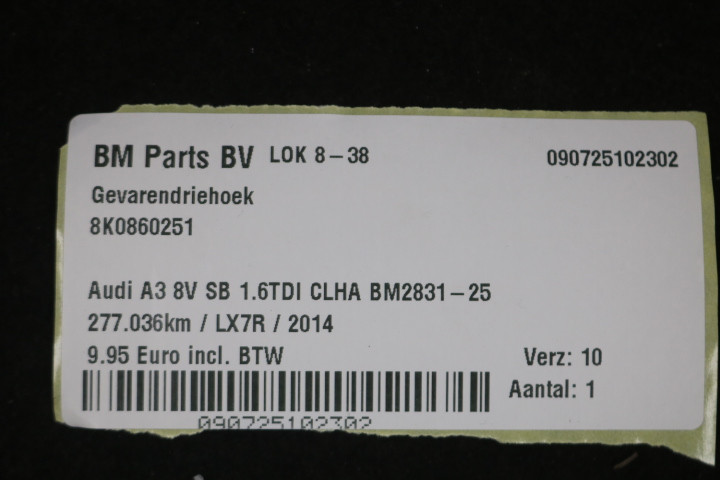 BM Parts BV LOK 8-38 090725102302
Gevarendriehoek
8K0860251
Audi A3 8V SB 1.6TDI CLHA BM2831-25
277.036km / LX7R / 2014
9.95 Euro incl. BTW Verz: 10
Aantal: 1
090725102302